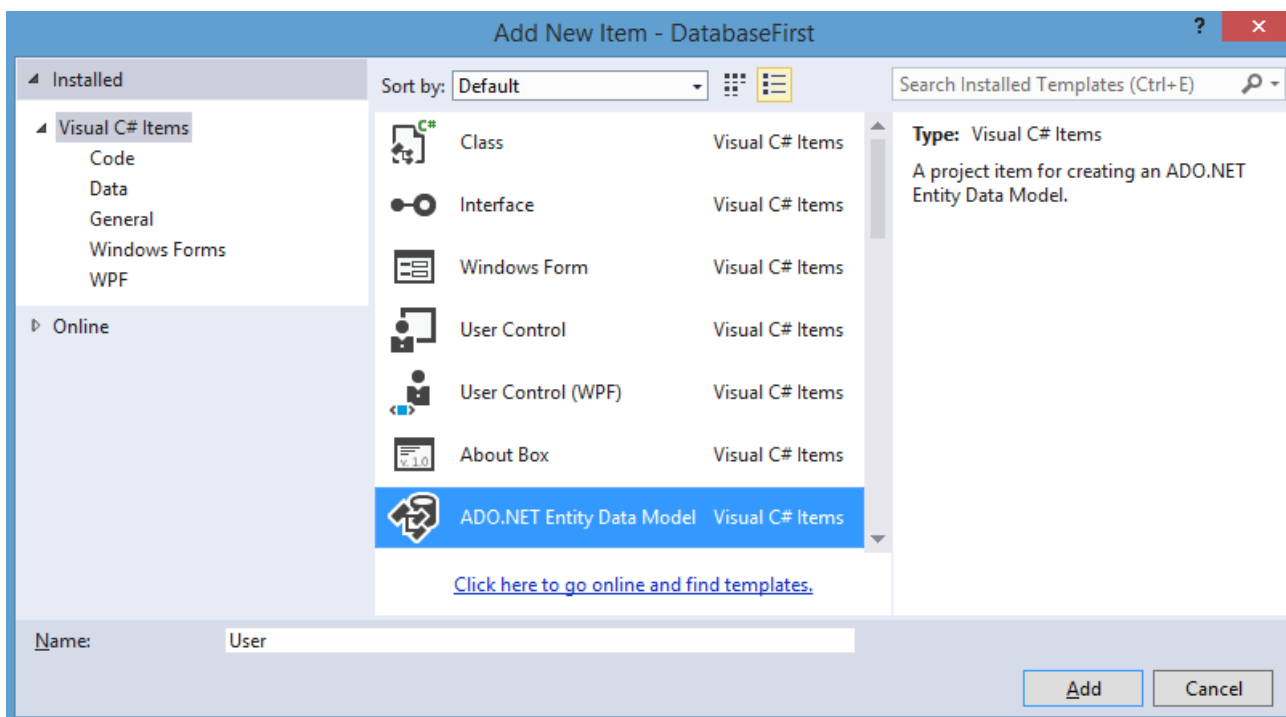 Add New Item - DatabaseFirst
?
Installed
Visual C# Items
Code
Data
General
Windows Forms
WPF
Online
Sort by: Default
C#
Class Visual C# Items
Interface Visual C# Items
Windows Form Visual C# Items
User Control Visual C# Items
User Control (WPF) Visual C# Items
v. 1.0
About Box Visual C# Items
ADO.NET Entity Data Model Visual C# Items
Click here to go online and find templates.
Search Installed Templates (Ctrl+E)
Type: Visual C# Items
A project item for creating an ADO.NET
Entity Data Model.
Name: User
Add Cancel